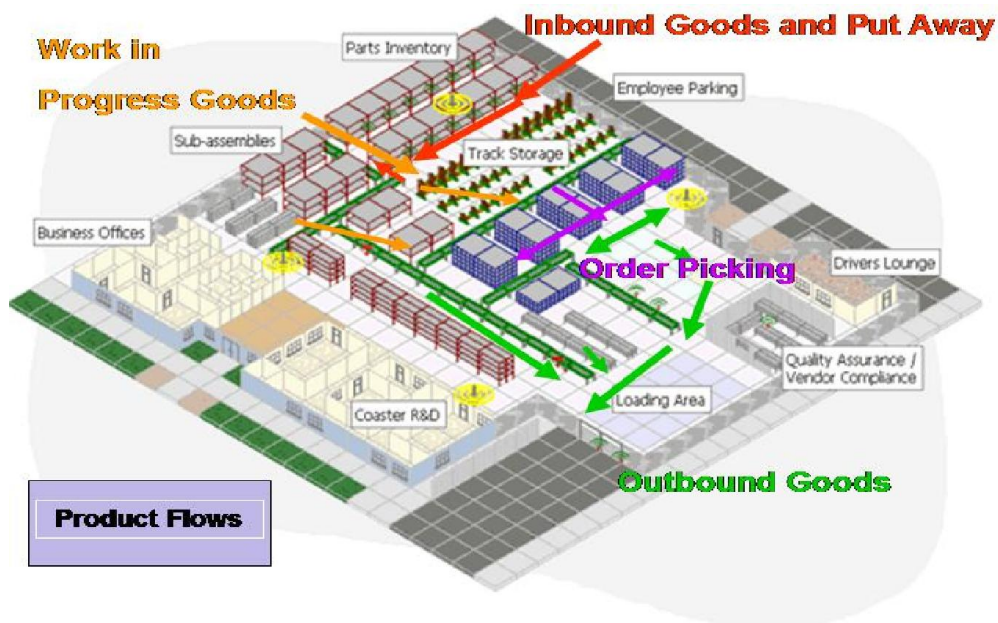 Inbound Goods and Put Away
Work in
Progress Goods
Parts Inventory
Employee Parking
Sub-assemblies
Track Storage
Business Offices
Order Picking
Drivers Lounge
Quality Assurance /
Vendor Compliance
Coaster R&D
Loading Area
Outbound Goods
Product Flows